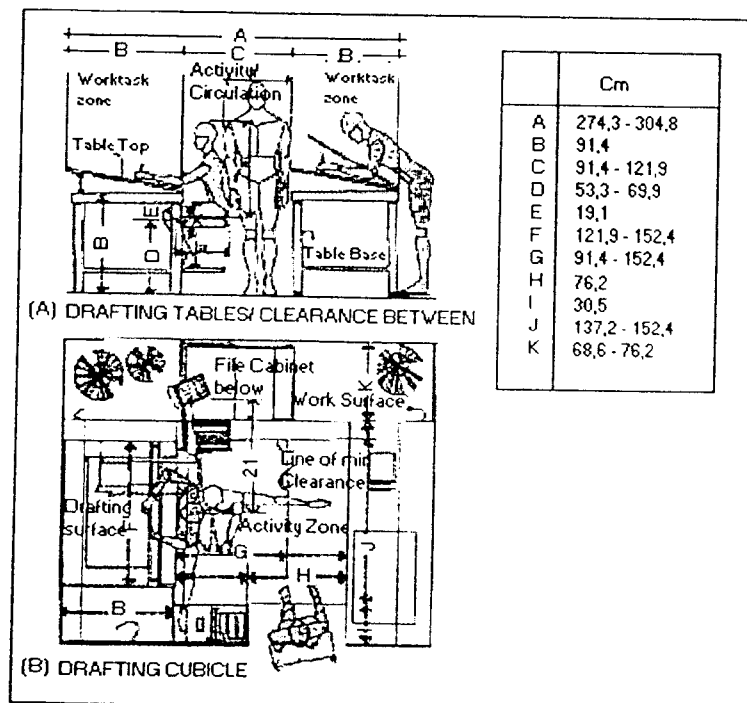 A
B C B
Worktask
zone
Activity/
Circulation
Worktask
zone
Table Top
E
B
D
Table Base
(A) DRAFTING TABLES/ CLEARANCE BETWEEN
Cm
A 274,3 - 304,8
B 91,4
C 91,4 - 121,9
D 53,3 - 69,9
E 19,1
F 121,9 - 152,4
G 91,4 - 152,4
H 76,2
I 30,5
J 137,2 - 152,4
K 68,6 - 76,2
File Cabinet
below
K
Work Surface
21
Line of min
Clearance
Drafting
surface
F
Activity Zone
G
J
H
B
(B) DRAFTING CUBICLE